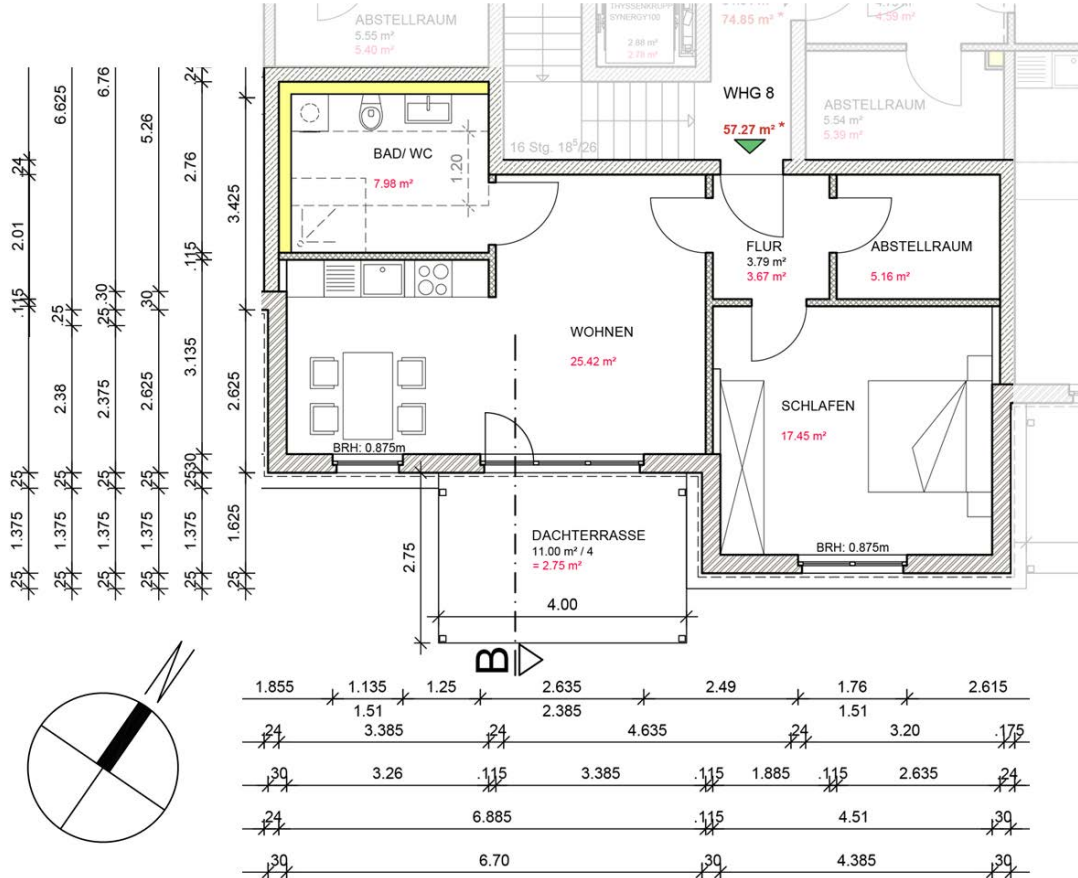 ABSTELLRAUM
5.55 m²
5.40 m²
THYSSENKRUPP
SYNERGY100
2.88 m²
2.78 m²
74.85 m² *
4.59 m²
WHG 8
57.27 m² *
ABSTELLRAUM
5.54 m²
5.39 m²
16 Stg. 18⁵/26
BAD/ WC
7.98 m²
1.20
FLUR
3.79 m²
3.67 m²
ABSTELLRAUM
5.16 m²
WOHNEN
25.42 m²
SCHLAFEN
17.45 m²
BRH: 0.875m
BRH: 0.875m
DACHTERRASSE
11.00 m² / 4
= 2.75 m²
4.00
2.75
B
.24 2.01 .115 .25 1.375 .25
6.625 .25 2.38 .25 1.375 .25
6.76 .30 .25 2.375 .25 1.375 .25
5.26 .30 2.625 .25 1.375 .25
.22 2.76 .115 3.135 .30 .25 1.375 .25
3.425 2.625 1.625 .25
1.855 1.135 1.25 2.635 2.49 1.76 2.615
1.51 2.385 1.51
.24 3.385 .24 4.635 .24 3.20 .175
.30 3.26 .115 3.385 .115 1.885 .115 2.635 .24
.24 6.885 .115 4.51 .30
.30 6.70 .30 4.385 .30